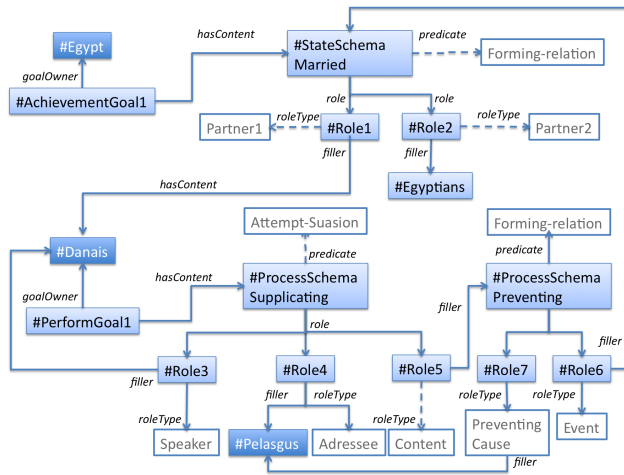 hasContent
#StateSchema
Married
predicate
Forming-relation
#Egypt
goalOwner
#AchievementGoal1
role
role
Partner1
roleType
#Role1
#Role2
roleType
Partner2
filler
filler
#Egyptians
hasContent
Attempt-Suasion
Forming-relation
#Danais
predicate
predicate
goalOwner
hasContent
#ProcessSchema
Supplicating
#ProcessSchema
Preventing
#PerformGoal1
filler
role
filler
#Role3
#Role4
#Role5
#Role7
#Role6
filler
filler
roleType
roleType
roleType
roleType
roleType
Speaker
#Pelasgus
Adressee
Content
Preventing
Cause
Event
filler